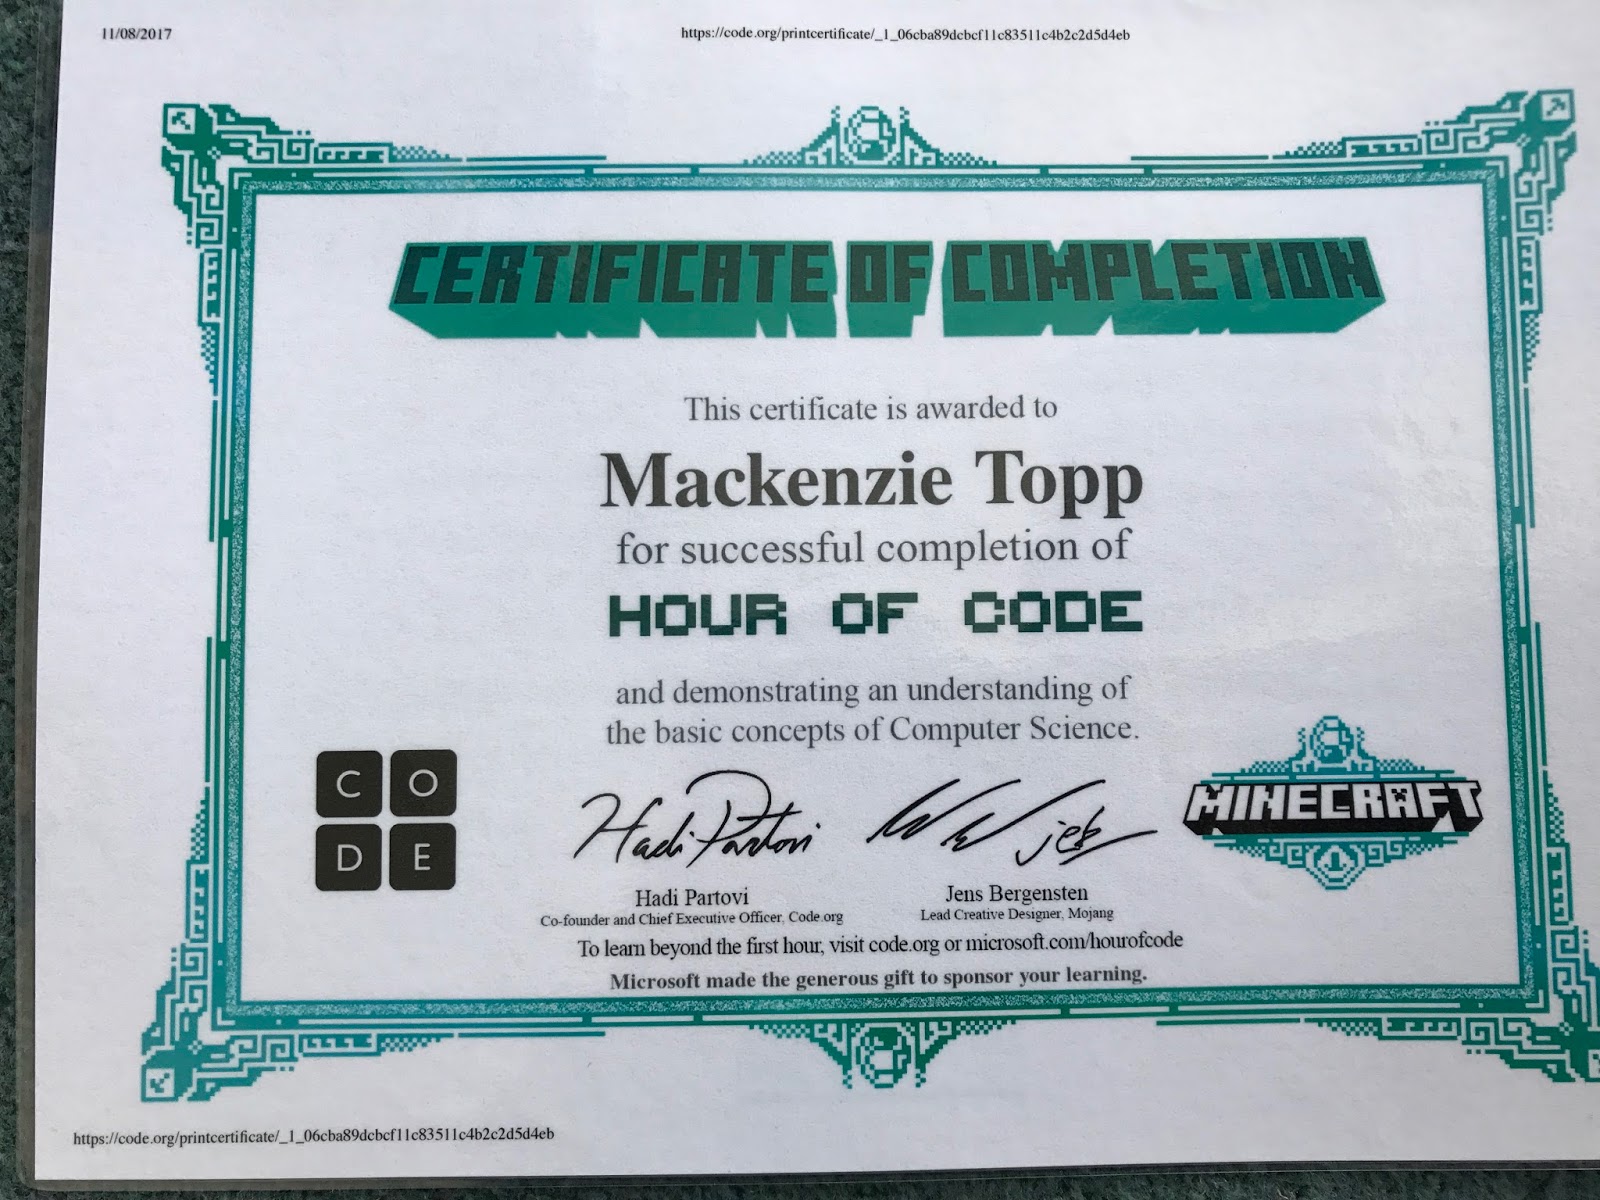 11/08/2017
https://code.org/printcertificate/_1_06cba89dcbcf11c83511c4b2c2d5d4eb
CERTIFICATE OF COMPLETION
This certificate is awarded to
Mackenzie Topp
for successful completion of
HOUR OF CODE
and demonstrating an understanding of
the basic concepts of Computer Science.
C O
D E
Hadi Partovi
jeb
MINECRAFT
Hadi Partovi
Co-founder and Chief Executive Officer, Code.org
Jens Bergensten
Lead Creative Designer, Mojang
To learn beyond the first hour, visit code.org or microsoft.com/hourofcode
Microsoft made the generous gift to sponsor your learning.
https://code.org/printcertificate/_1_06cba89dcbcf11c83511c4b2c2d5d4eb